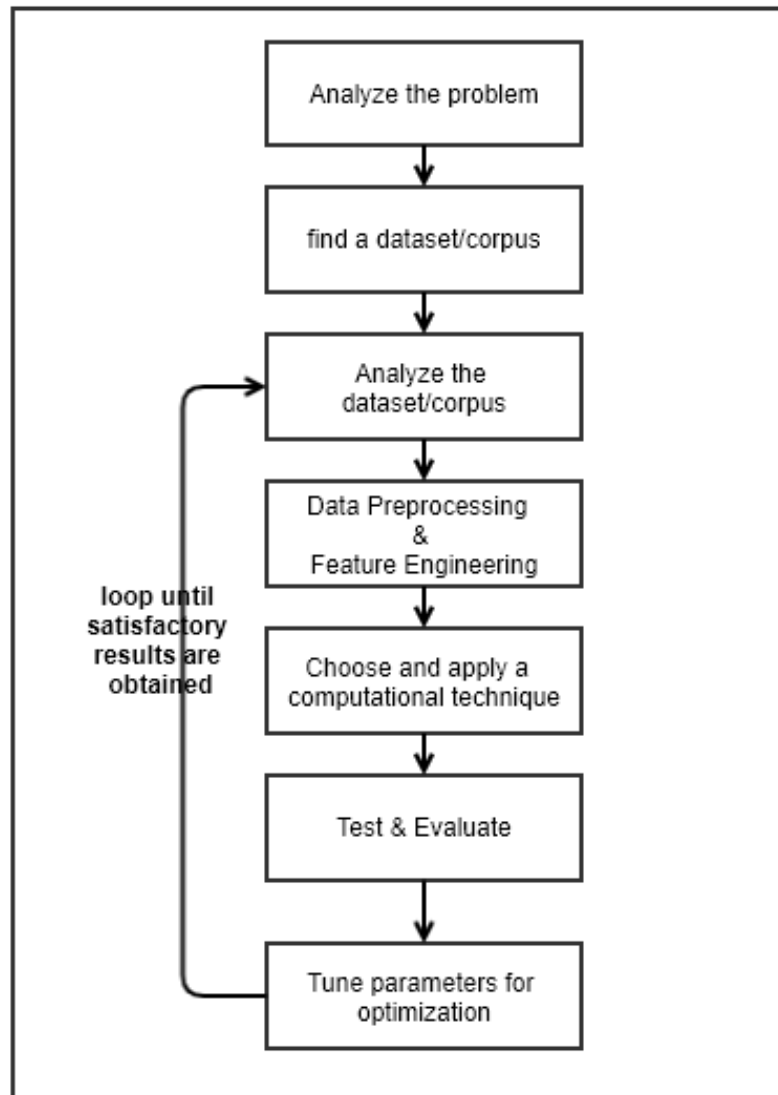 Analyze the problem
find a dataset/corpus
Analyze the
dataset/corpus
Data Preprocessing
&
Feature Engineering
loop until
satisfactory
results are
obtained
Choose and apply a
computational technique
Test & Evaluate
Tune parameters for
optimization